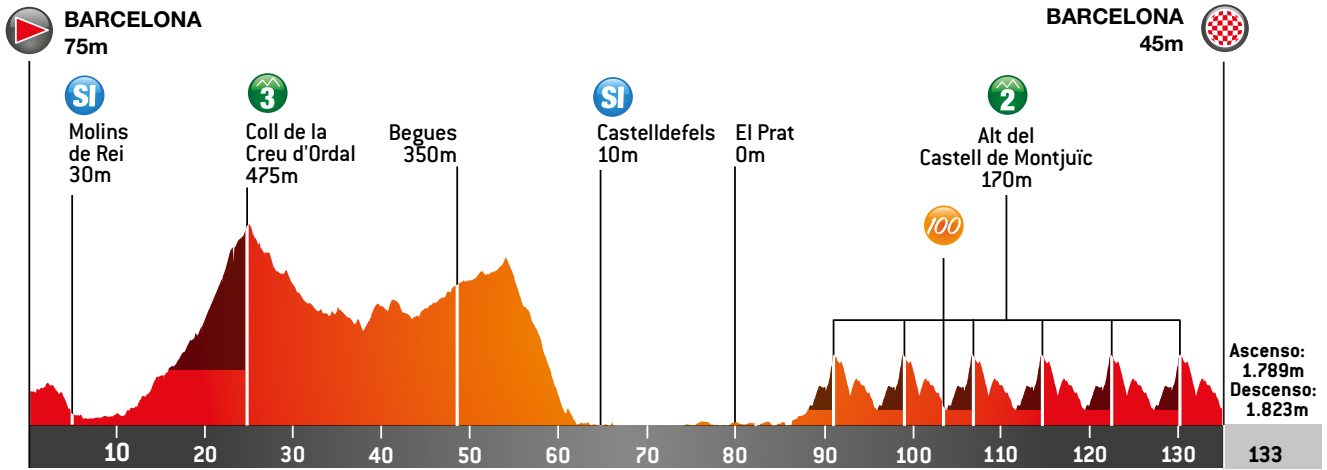 BARCELONA
75m
BARCELONA
45m
SI
Molins
de Rei
30m
3
Coll de la
Creu d'Ordal
475m
Begues
350m
SI
Castelldefels
10m
El Prat
0m
2
Alt del
Castell de Montjuïc
170m
100
Ascenso:
1.789m
Descenso:
1.823m
10 20 30 40 50 60 70 80 90 100 110 120 130 133